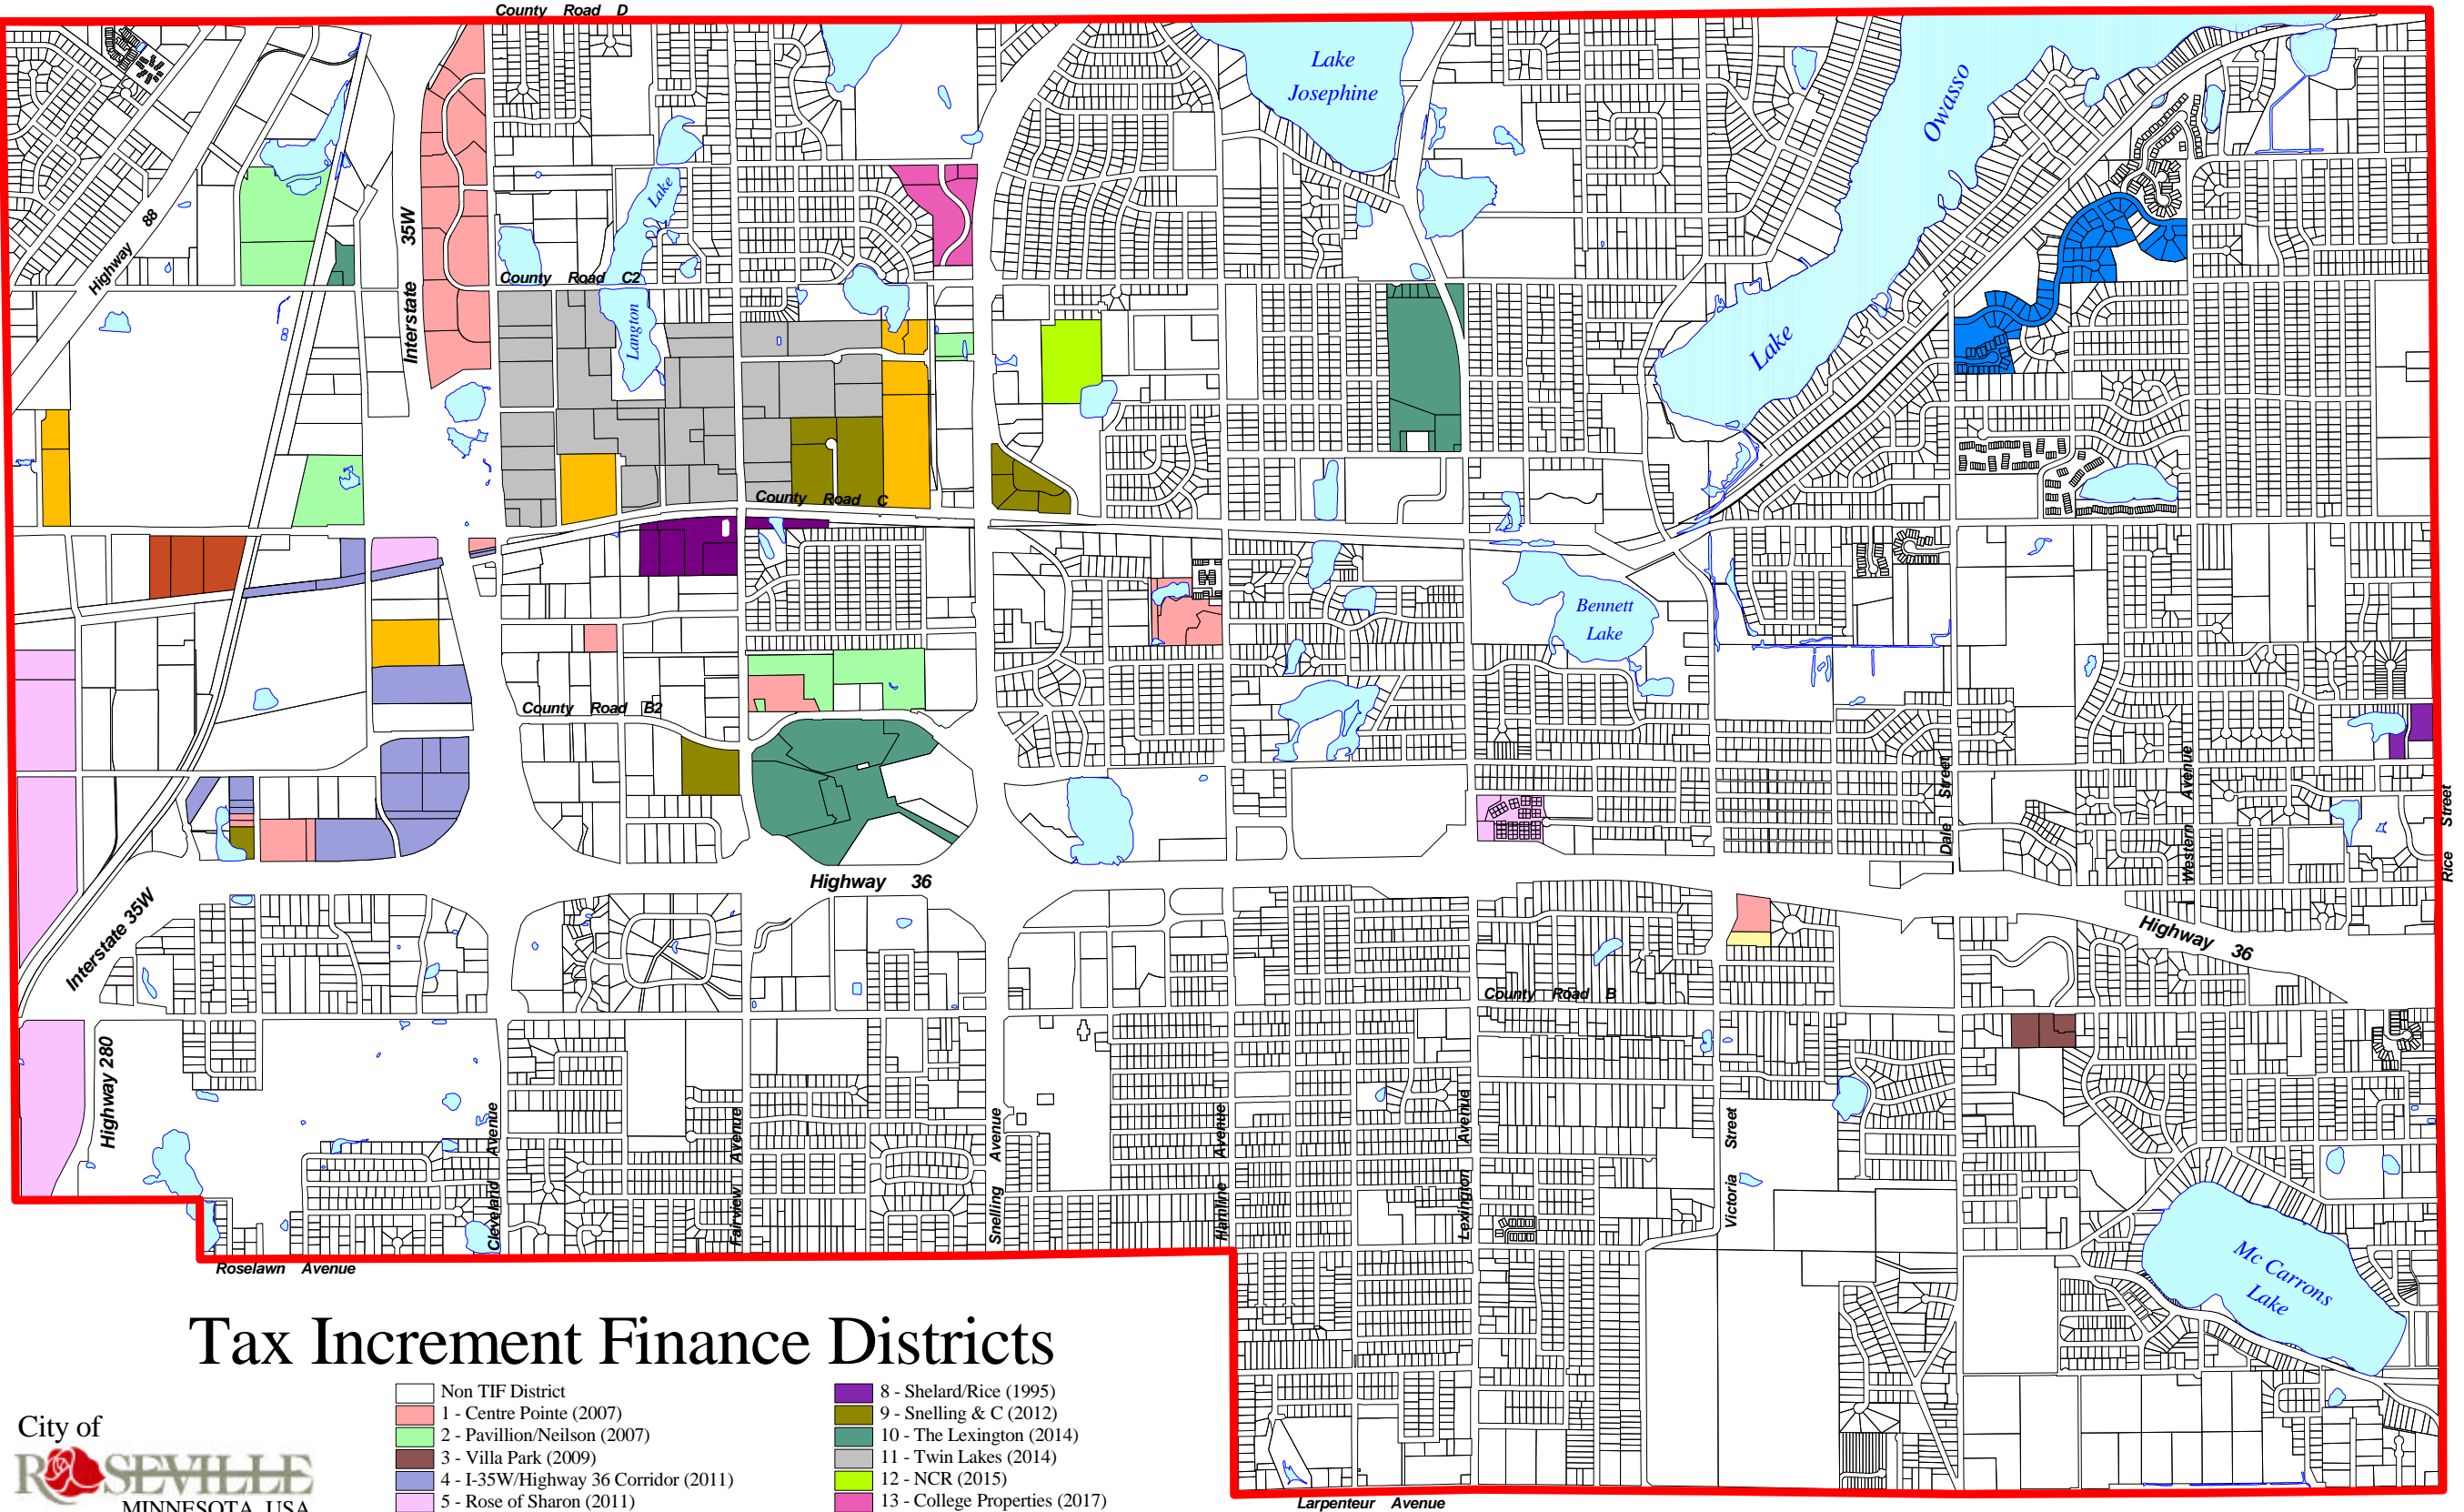 County Road D
Lake
Josephine
Owasso
Lake
Highway 88
Interstate 35W
Lake
Langton
County Road C2
County Road C
Bennett
Lake
County Road B2
Dale Street
Western Avenue
Rice Street
Highway 36
Interstate 35W
Highway 36
County Road B
Highway 280
Cleveland Avenue
Fairview Avenue
Snelling Avenue
Hamline Avenue
Lexington Avenue
Victoria Street
Mc Carrons
Lake
Roselawn Avenue
Larpenteur Avenue
Tax Increment Finance Districts
City of
ROSEVILLE
MINNESOTA, USA
Non TIF District
1 - Centre Pointe (2007)
2 - Pavillion/Neilson (2007)
3 - Villa Park (2009)
4 - I-35W/Highway 36 Corridor (2011)
5 - Rose of Sharon (2011)
8 - Shelard/Rice (1995)
9 - Snelling & C (2012)
10 - The Lexington (2014)
11 - Twin Lakes (2014)
12 - NCR (2015)
13 - College Properties (2017)